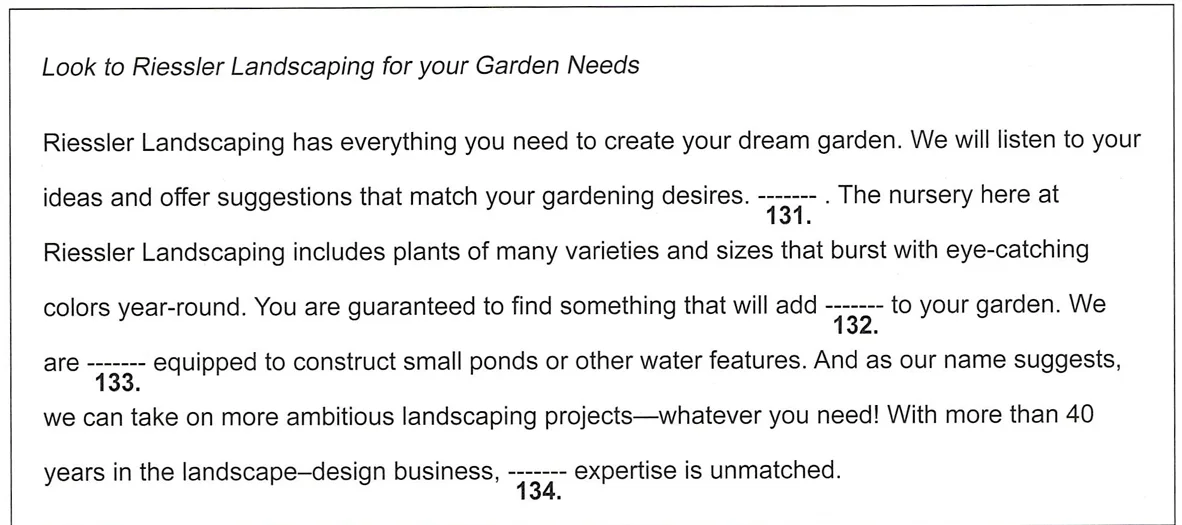 Look to Riessler Landscaping for your Garden Needs
Riessler Landscaping has everything you need to create your dream garden. We will listen to your
ideas and offer suggestions that match your gardening desires. ------- . The nursery here at
131.
Riessler Landscaping includes plants of many varieties and sizes that burst with eye-catching
colors year-round. You are guaranteed to find something that will add ------- to your garden. We
132.
are ------- equipped to construct small ponds or other water features. And as our name suggests,
133.
we can take on more ambitious landscaping projects—whatever you need! With more than 40
years in the landscape–design business, ------- expertise is unmatched.
134.